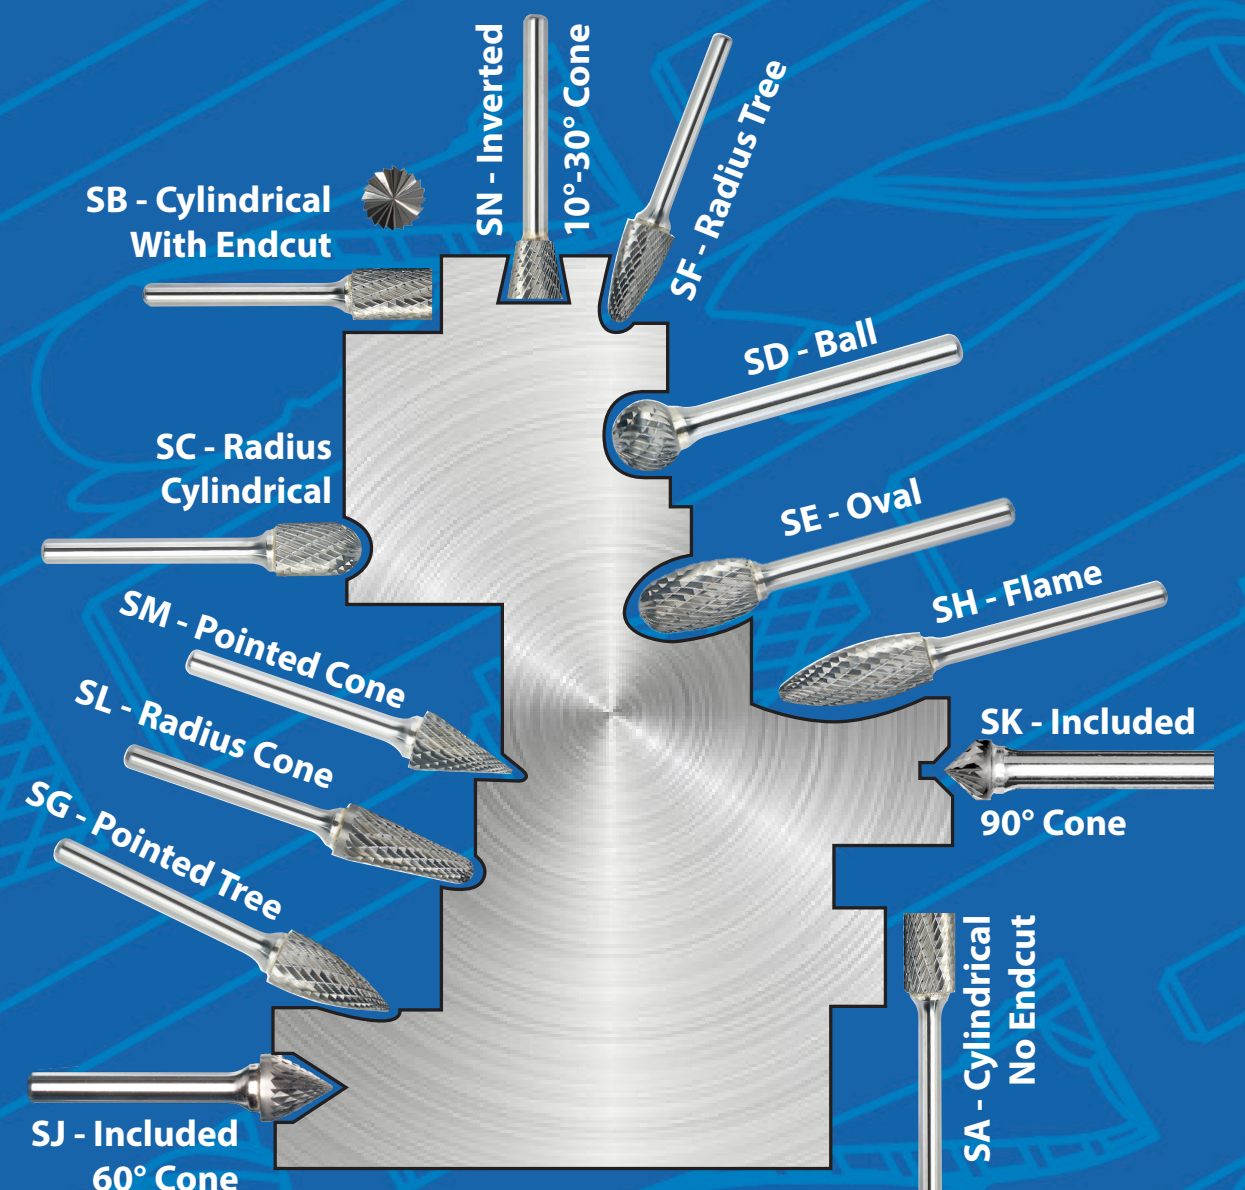 SN - Inverted
10°-30° Cone
SF - Radius Tree
SB - Cylindrical
With Endcut
SD - Ball
SC - Radius
Cylindrical
SE - Oval
SH - Flame
SM - Pointed Cone
SL - Radius Cone
SK - Included
90° Cone
SG - Pointed Tree
SA - Cylindrical
No Endcut
SJ - Included
60° Cone